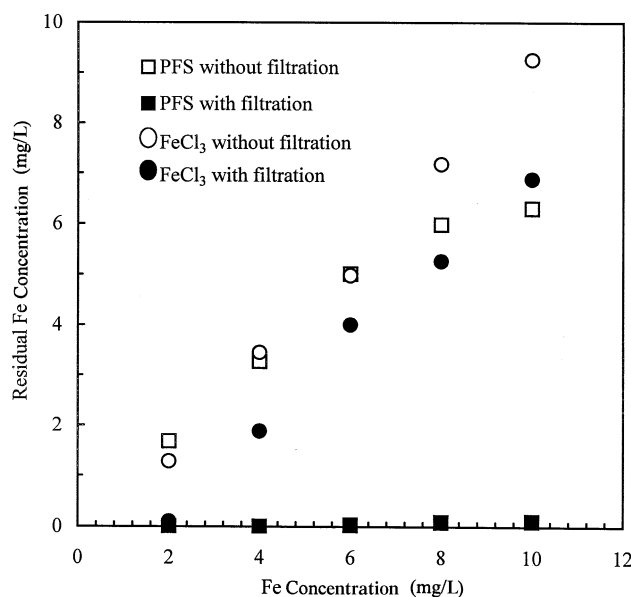 10
8
6
4
2
0
Residual Fe Concentration (mg/L)
PFS without filtration
PFS with filtration
FeCl₃ without filtration
FeCl₃ with filtration
0 2 4 6 8 10 12
Fe Concentration (mg/L)